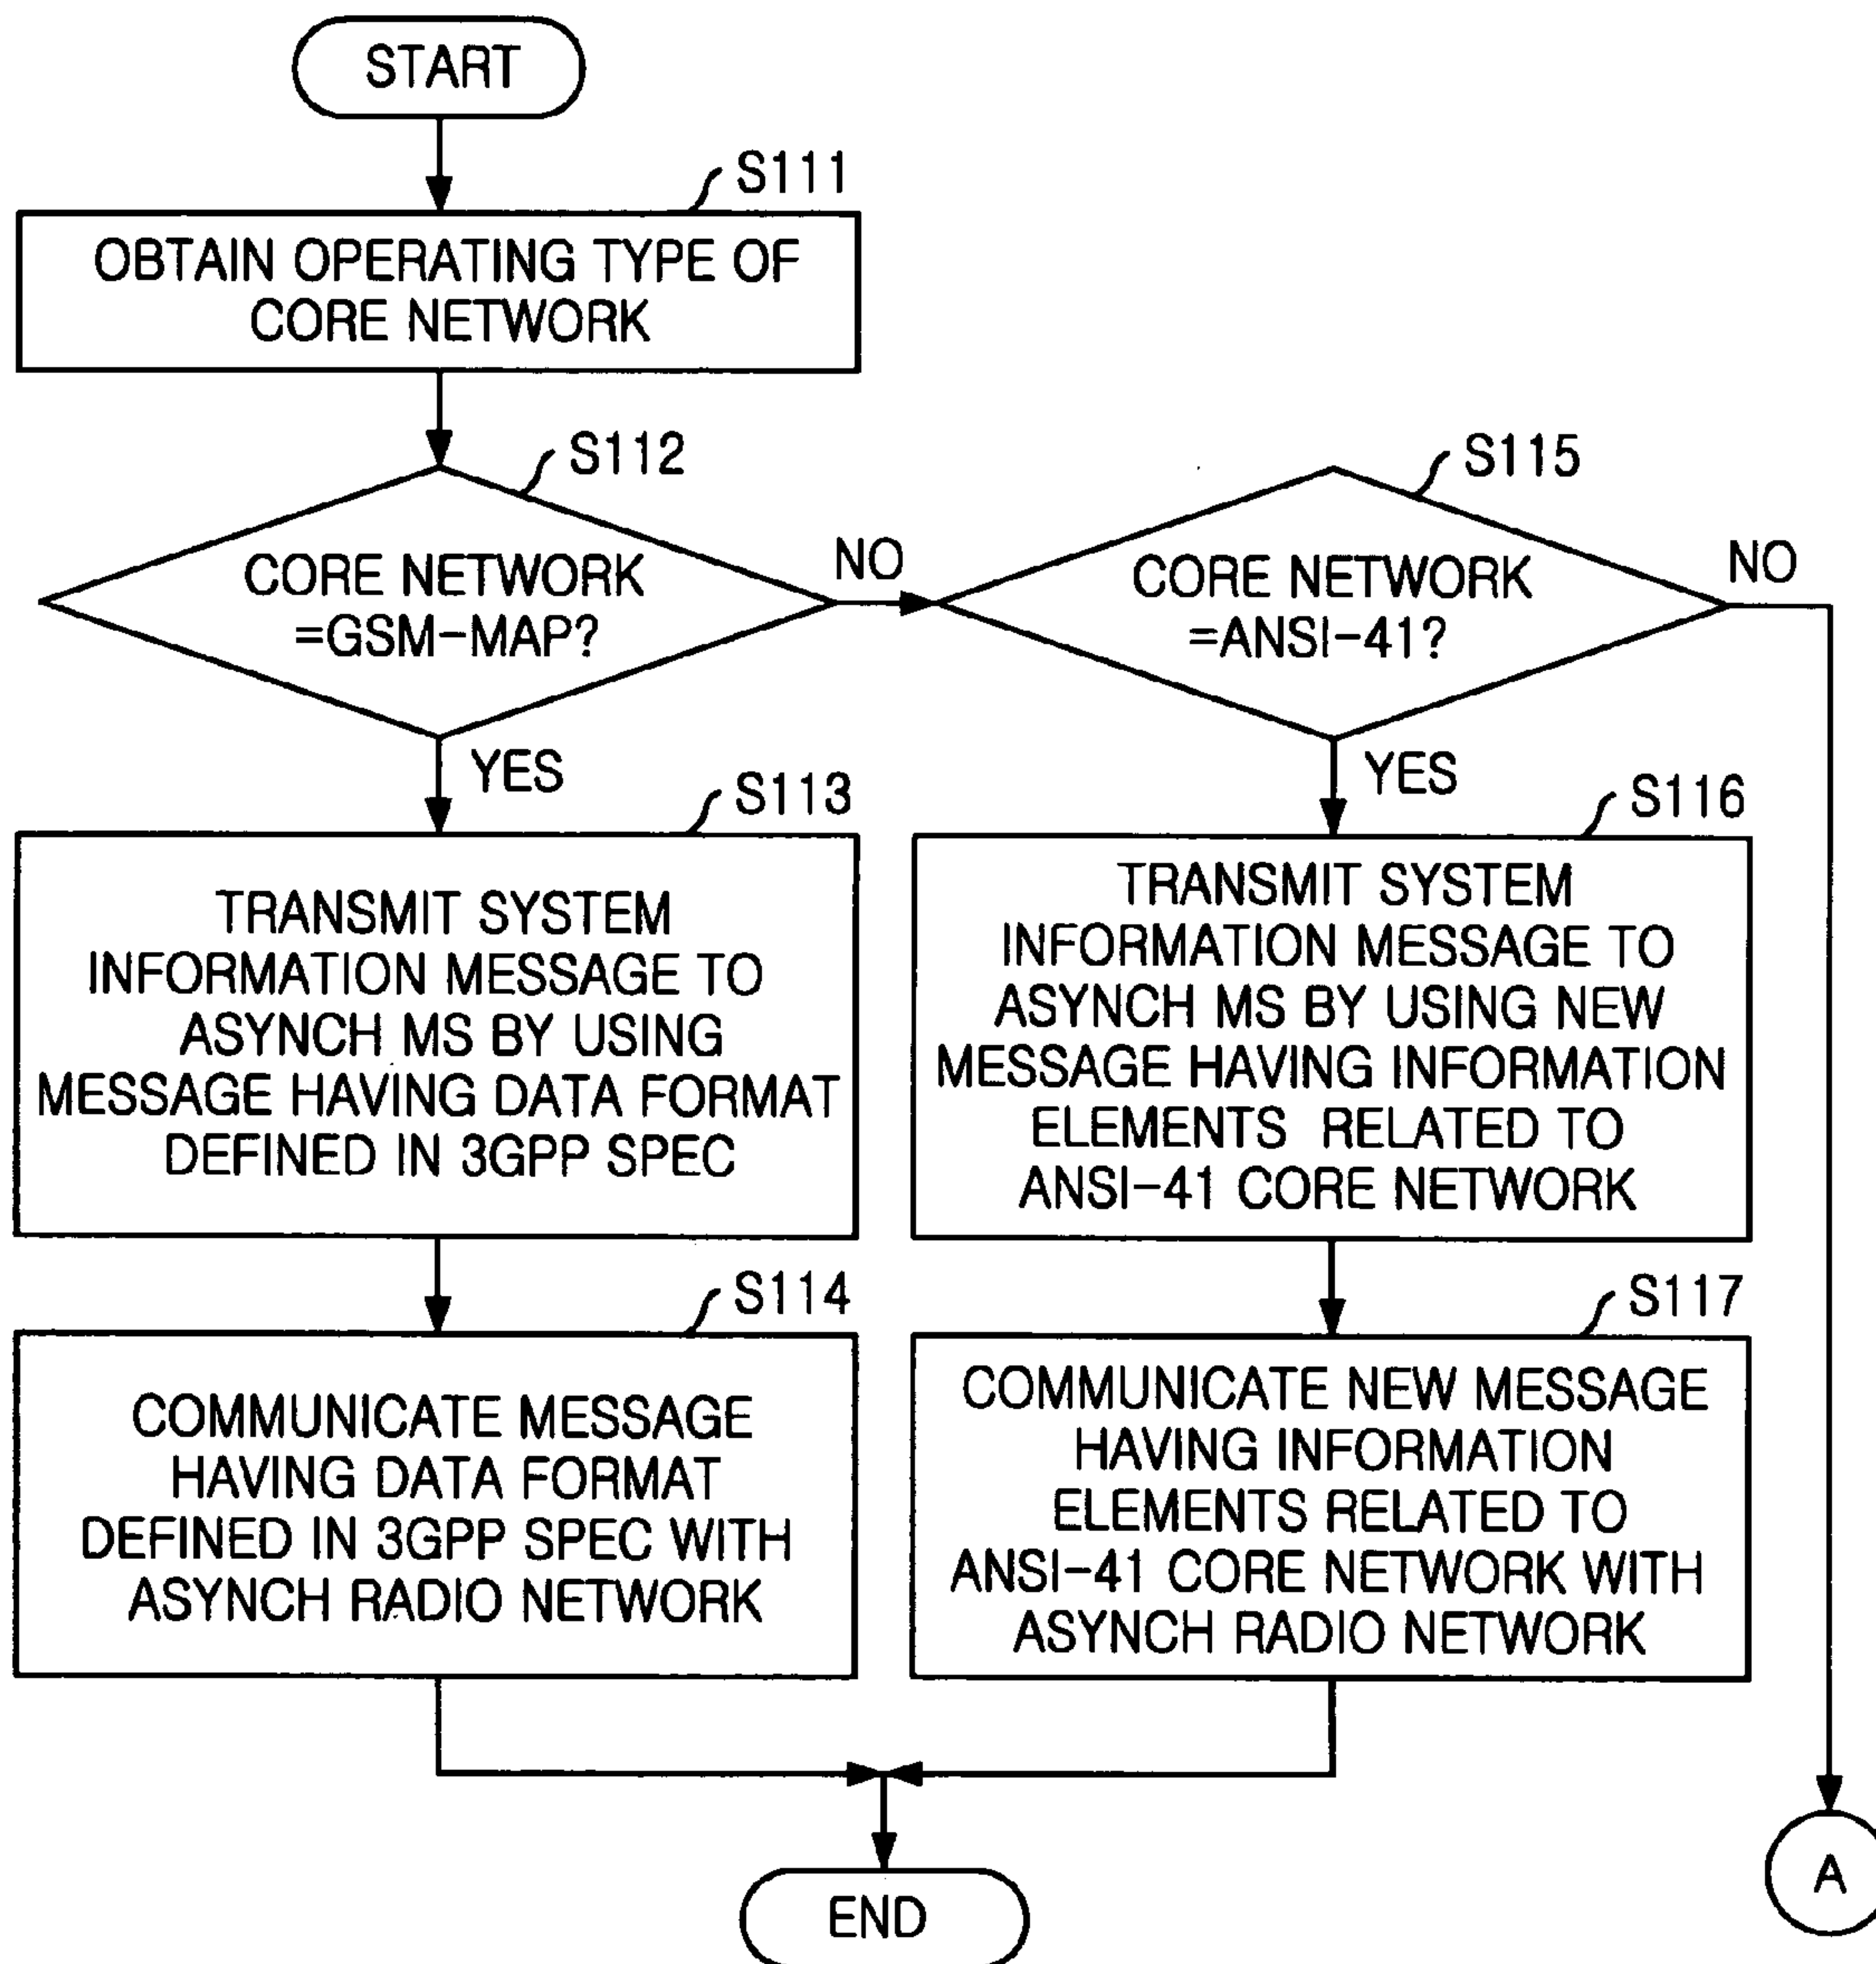 START
S111
OBTAIN OPERATING TYPE OF
CORE NETWORK
S112
CORE NETWORK
=GSM-MAP?
NO
YES
S115
CORE NETWORK
=ANSI-41?
NO
YES
S113
TRANSMIT SYSTEM
INFORMATION MESSAGE TO
ASYNCH MS BY USING
MESSAGE HAVING DATA FORMAT
DEFINED IN 3GPP SPEC
S116
TRANSMIT SYSTEM
INFORMATION MESSAGE TO
ASYNCH MS BY USING NEW
MESSAGE HAVING INFORMATION
ELEMENTS RELATED TO
ANSI-41 CORE NETWORK
S114
COMMUNICATE MESSAGE
HAVING DATA FORMAT
DEFINED IN 3GPP SPEC WITH
ASYNCH RADIO NETWORK
S117
COMMUNICATE NEW MESSAGE
HAVING INFORMATION
ELEMENTS RELATED TO
ANSI-41 CORE NETWORK WITH
ASYNCH RADIO NETWORK
END
A